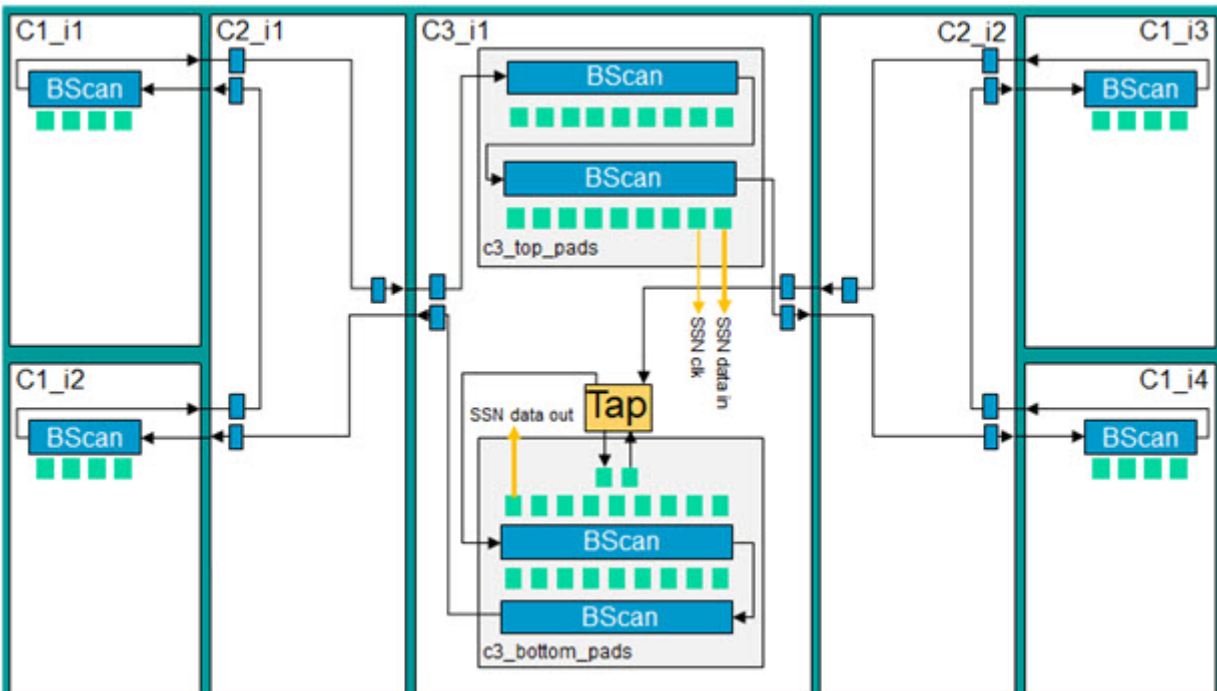 C1_i1
C2_i1
C3_i1
C2_i2
C1_i3
BScan
BScan
BScan
BScan
c3_top_pads
SSN clk
SSN data in
C1_i2
C1_i4
Tap
SSN data out
BScan
BScan
BScan
BScan
c3_bottom_pads